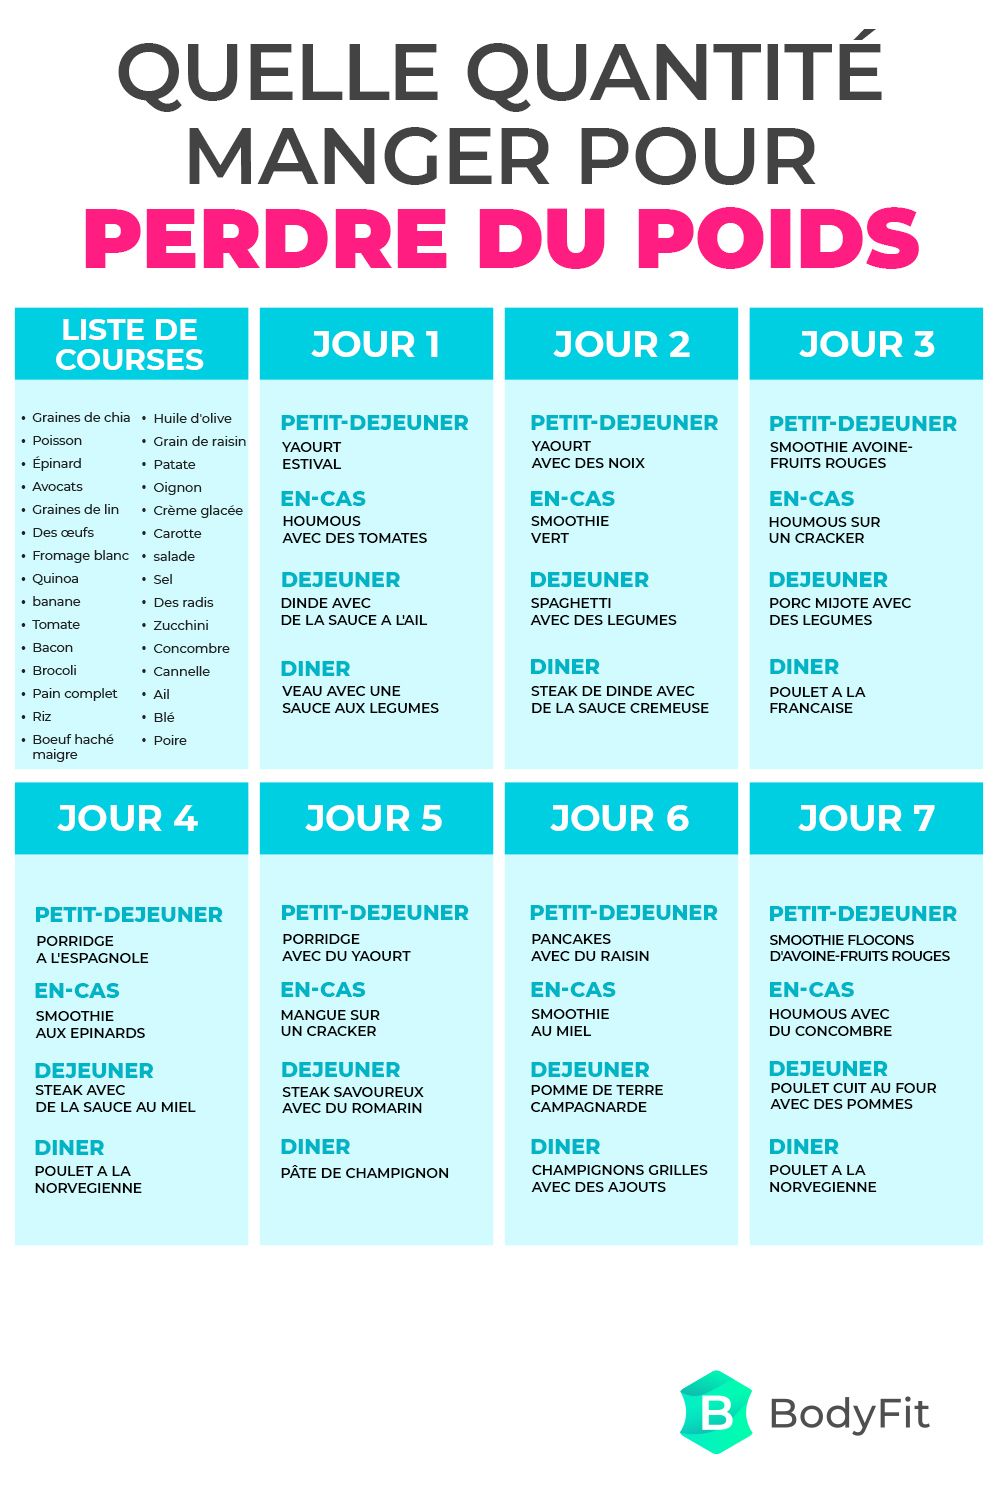 QUELLE QUANTITÉ
MANGER POUR
PERDRE DU POIDS
LISTE DE
COURSES
• Graines de chia
• Poisson
• Épinard
• Avocats
• Graines de lin
• Des œufs
• Fromage blanc
• Quinoa
• banane
• Tomate
• Bacon
• Brocoli
• Pain complet
• Riz
• Boeuf haché
maigre
• Huile d'olive
• Grain de raisin
• Patate
• Oignon
• Crème glacée
• Carotte
• salade
• Sel
• Des radis
• Zucchini
• Concombre
• Cannelle
• Ail
• Blé
• Poire
JOUR 1
PETIT-DEJEUNER
YAOURT
ESTIVAL
EN-CAS
HOUMOUS
AVEC DES TOMATES
DEJEUNER
DINDE AVEC
DE LA SAUCE A L'AIL
DINER
VEAU AVEC UNE
SAUCE AUX LEGUMES
JOUR 2
PETIT-DEJEUNER
YAOURT
AVEC DES NOIX
EN-CAS
SMOOTHIE
VERT
DEJEUNER
SPAGHETTI
AVEC DES LEGUMES
DINER
STEAK DE DINDE AVEC
DE LA SAUCE CREMEUSE
JOUR 3
PETIT-DEJEUNER
SMOOTHIE AVOINE-
FRUITS ROUGES
EN-CAS
HOUMOUS SUR
UN CRACKER
DEJEUNER
PORC MIJOTE AVEC
DES LEGUMES
DINER
POULET A LA
FRANCAISE
JOUR 4
PETIT-DEJEUNER
PORRIDGE
A L'ESPAGNOLE
EN-CAS
SMOOTHIE
AUX EPINARDS
DEJEUNER
STEAK AVEC
DE LA SAUCE AU MIEL
DINER
POULET A LA
NORVEGIENNE
JOUR 5
PETIT-DEJEUNER
PORRIDGE
AVEC DU YAOURT
EN-CAS
MANGUE SUR
UN CRACKER
DEJEUNER
STEAK SAVOUREUX
AVEC DU ROMARIN
DINER
PÂTE DE CHAMPIGNON
JOUR 6
PETIT-DEJEUNER
PANCAKES
AVEC DU RAISIN
EN-CAS
SMOOTHIE
AU MIEL
DEJEUNER
POMME DE TERRE
CAMPAGNARDE
DINER
CHAMPIGNONS GRILLES
AVEC DES AJOUTS
JOUR 7
PETIT-DEJEUNER
SMOOTHIE FLOCONS
D'AVOINE-FRUITS ROUGES
EN-CAS
HOUMOUS AVEC
DU CONCOMBRE
DEJEUNER
POULET CUIT AU FOUR
AVEC DES POMMES
DINER
POULET A LA
NORVEGIENNE
B BodyFit